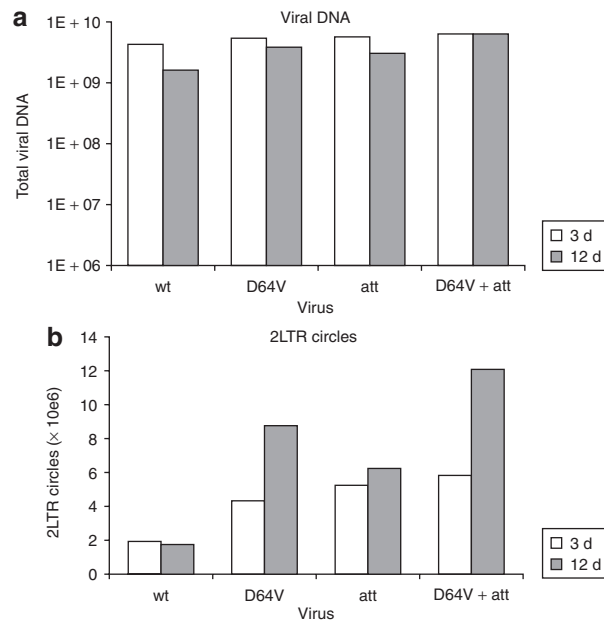 a
Viral DNA
1E + 10
1E + 09
1E + 08
1E + 07
1E + 06
Total viral DNA
wt D64V att D64V + att
Virus
3 d
12 d
b
2LTR circles
14
12
10
8
6
4
2
0
2LTR circles (× 10e6)
wt D64V att D64V + att
Virus
3 d
12 d